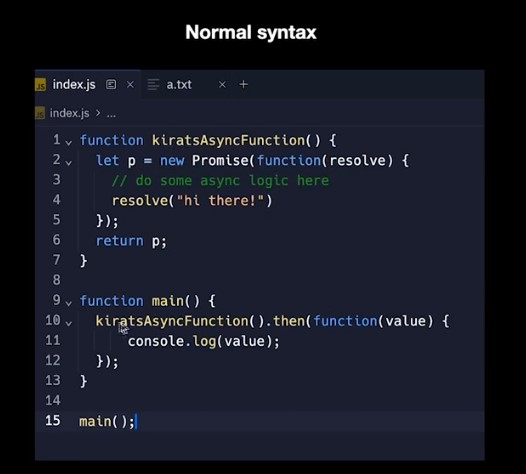 Normal syntax
JS index.js × a.txt × +
JS index.js > ...
1 function kiratsAsyncFunction() {
2 let p = new Promise(function(resolve) {
3 // do some async logic here
4 resolve("hi there!")
5 });
6 return p;
7 }
8
9 function main() {
10 kiratsAsyncFunction().then(function(value) {
11 console.log(value);
12 });
13 }
14
15 main();